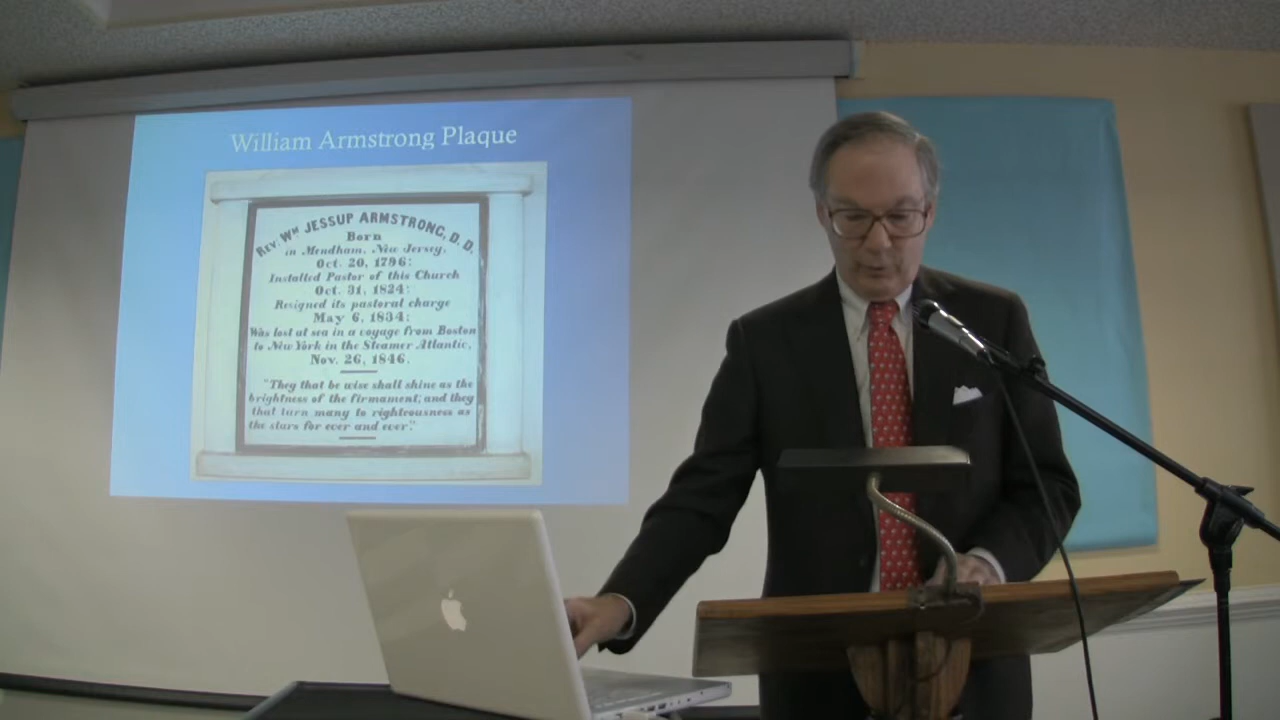 William Armstrong Plaque
REV. Wᴹ JESSUP ARMSTRONG, D.D.
Born
in Mendham, New Jersey,
Oct. 20, 1796:
Installed Pastor of this Church
Oct. 31, 1824:
Resigned its pastoral charge
May 6, 1834:
Was lost at sea in a voyage from Boston
to New York in the Steamer Atlantic,
Nov. 26, 1846.
"They that be wise shall shine as the
brightness of the firmament; and they
that turn many to righteousness as
the stars for ever and ever."